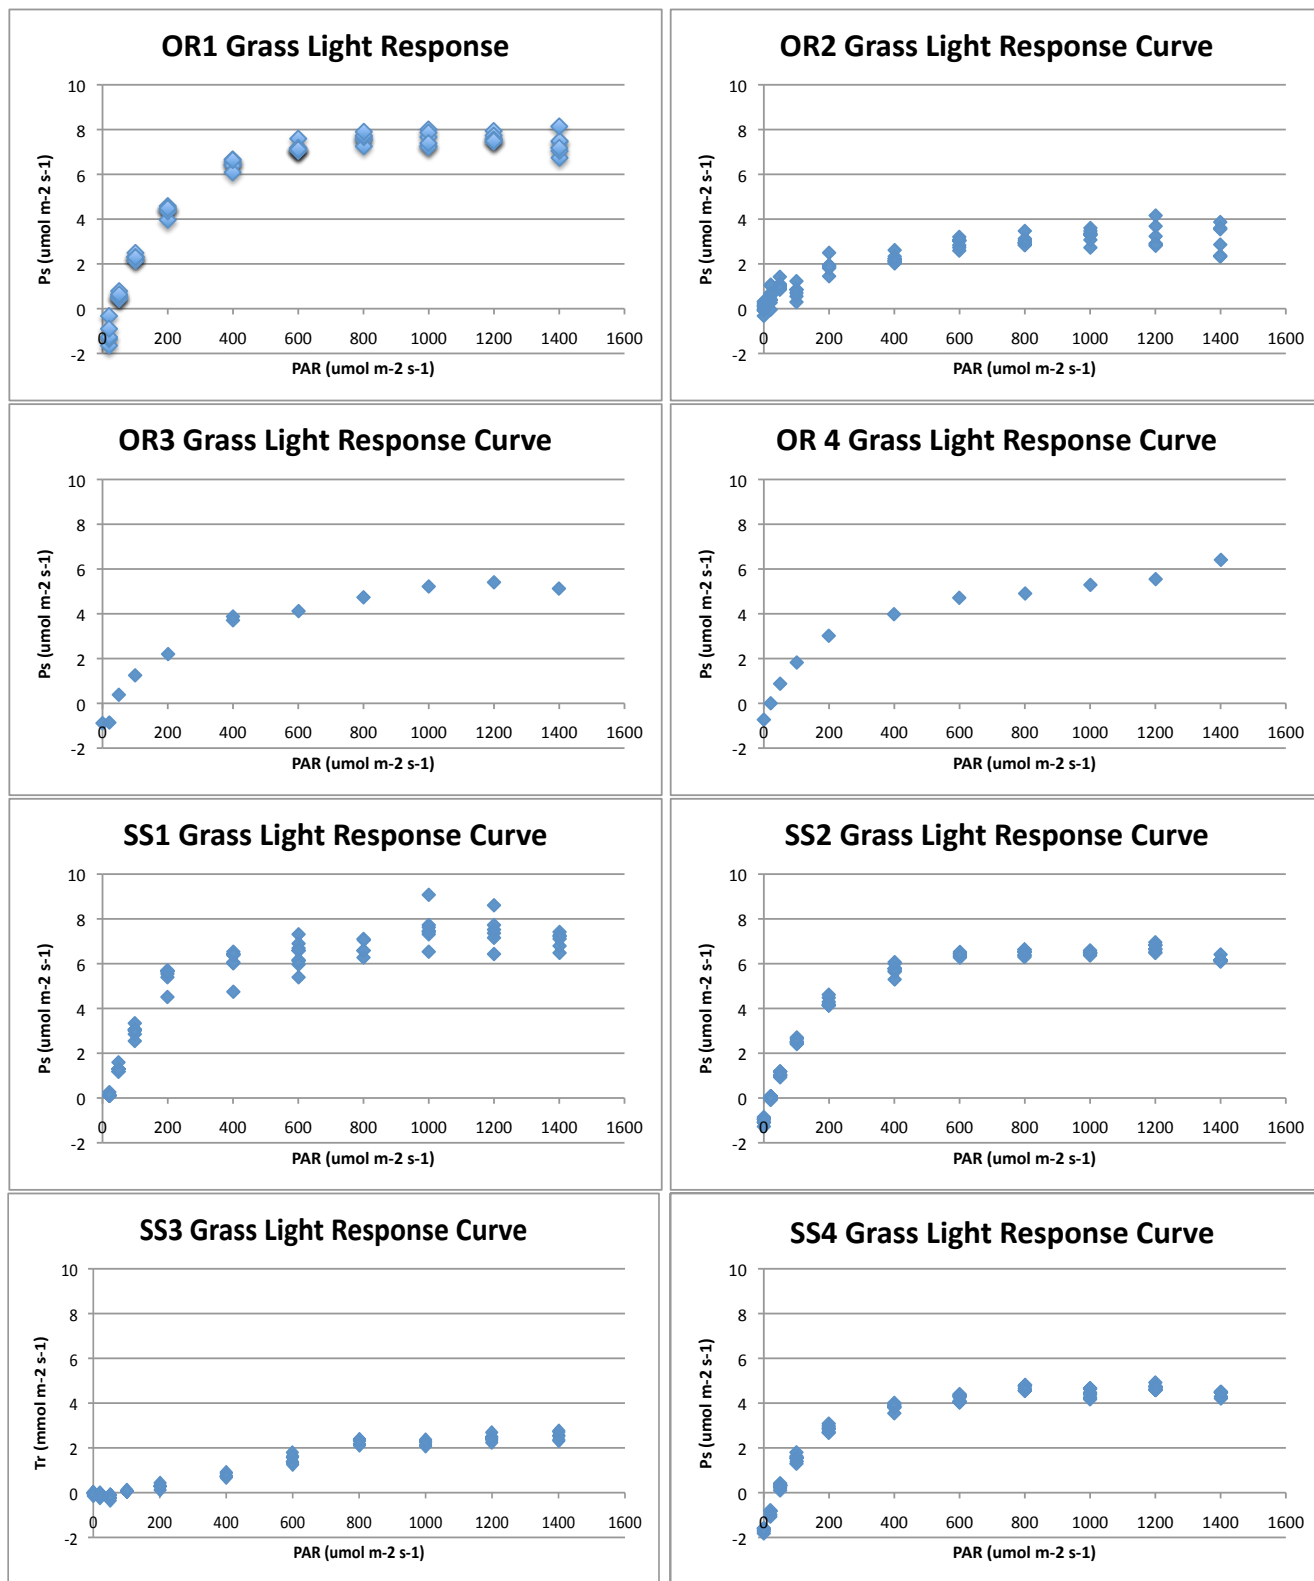 OR1 Grass Light Response
10
8
6
4
2
0
-2
0 200 400 600 800 1000 1200 1400 1600
Ps (umol m-2 s-1)
PAR (umol m-2 s-1)
OR2 Grass Light Response Curve
10
8
6
4
2
0
-2
0 200 400 600 800 1000 1200 1400 1600
Ps (umol m-2 s-1)
PAR (umol m-2 s-1)
OR3 Grass Light Response Curve
10
8
6
4
2
0
-2
0 200 400 600 800 1000 1200 1400 1600
Ps (umol m-2 s-1)
PAR (umol m-2 s-1)
OR 4 Grass Light Response Curve
10
8
6
4
2
0
-2
0 200 400 600 800 1000 1200 1400 1600
Ps (umol m-2 s-1)
PAR (umol m-2 s-1)
SS1 Grass Light Response Curve
10
8
6
4
2
0
-2
0 200 400 600 800 1000 1200 1400 1600
Ps (umol m-2 s-1)
PAR (umol m-2 s-1)
SS2 Grass Light Response Curve
10
8
6
4
2
0
-2
0 200 400 600 800 1000 1200 1400 1600
Ps (umol m-2 s-1)
PAR (umol m-2 s-1)
SS3 Grass Light Response Curve
10
8
6
4
2
0
-2
0 200 400 600 800 1000 1200 1400 1600
Tr (mmol m-2 s-1)
PAR (umol m-2 s-1)
SS4 Grass Light Response Curve
10
8
6
4
2
0
-2
0 200 400 600 800 1000 1200 1400 1600
Ps (umol m-2 s-1)
PAR (umol m-2 s-1)